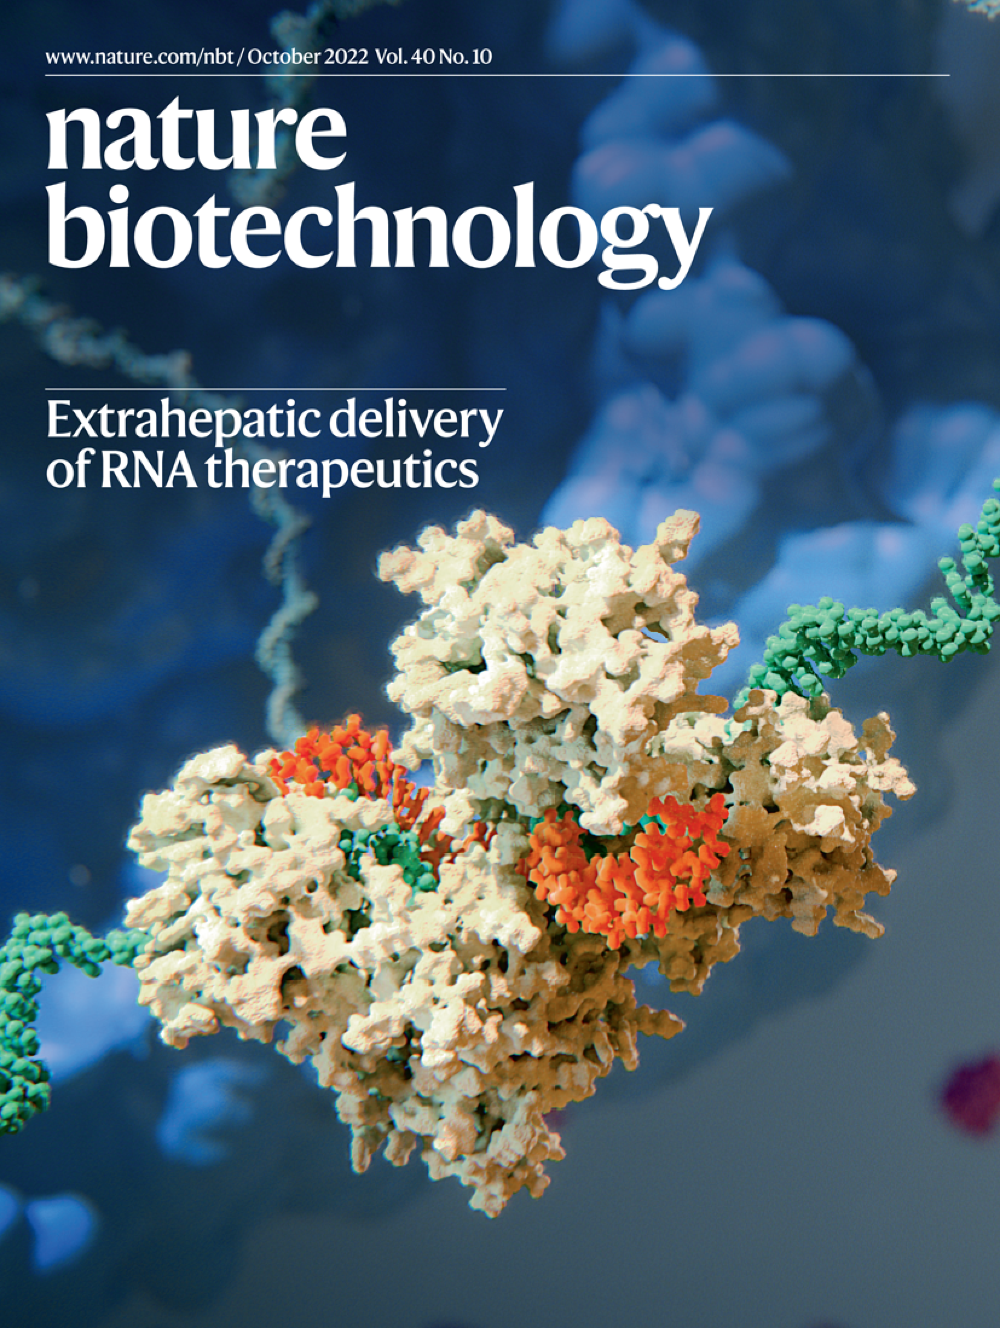 www.nature.com/nbt / October 2022 Vol. 40 No. 10
nature
biotechnology
Extrahepatic delivery
of RNA therapeutics